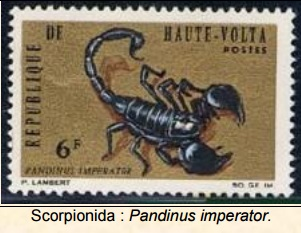 REPUBLIQUE DE HAUTE-VOLTA
POSTES
6F
PANDINUS IMPERATOR
P. LAMBERT
SO. GE. IM.
Scorpionida : Pandinus imperator.